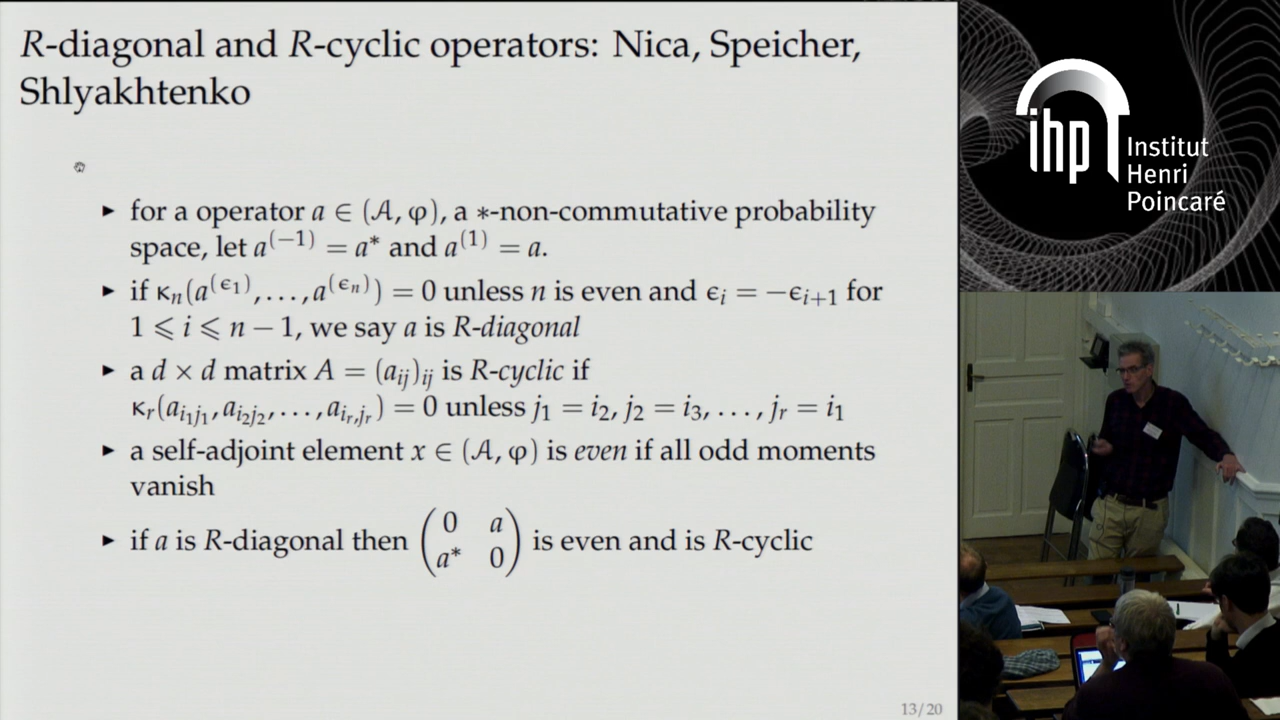 R-diagonal and R-cyclic operators: Nica, Speicher,
Shlyakhtenko
▶ for a operator a ∈ (𝒜, φ), a ∗-non-commutative probability
space, let a^(−1) = a* and a^(1) = a.
▶ if κ_n(a^(ϵ_1), . . . , a^(ϵ_n)) = 0 unless n is even and ϵ_i = −ϵ_{i+1} for
1 ⩽ i ⩽ n − 1, we say a is R-diagonal
▶ a d × d matrix A = (a_{ij})_{ij} is R-cyclic if
κ_r(a_{i_1 j_1}, a_{i_2 j_2}, . . . , a_{i_r, j_r}) = 0 unless j_1 = i_2, j_2 = i_3, . . . , j_r = i_1
▶ a self-adjoint element x ∈ (𝒜, φ) is even if all odd moments
vanish
▶ if a is R-diagonal then (0 a; a* 0) is even and is R-cyclic
13/20
ihp
Institut
Henri
Poincaré